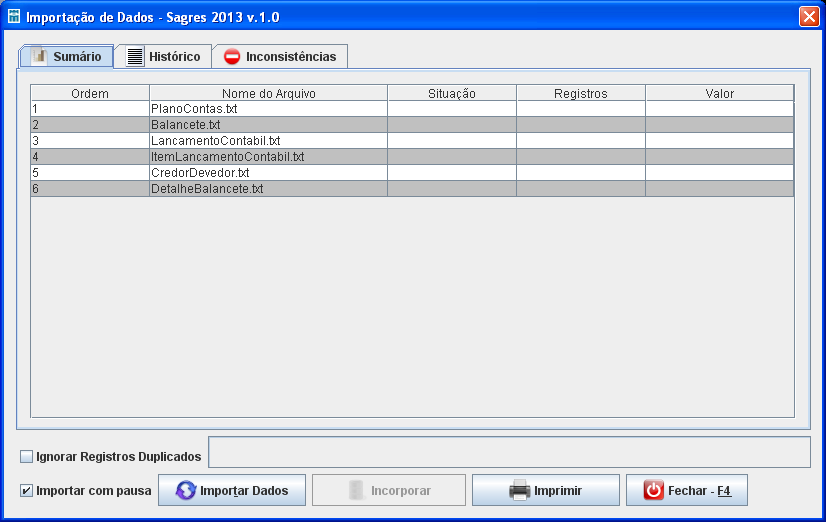 Importação de Dados - Sagres 2013 v.1.0
Sumário Histórico Inconsistências
Ordem Nome do Arquivo Situação Registros Valor
1 PlanoContas.txt
2 Balancete.txt
3 LancamentoContabil.txt
4 ItemLancamentoContabil.txt
5 CredorDevedor.txt
6 DetalheBalancete.txt
Ignorar Registros Duplicados
Importar com pausa Importar Dados Incorporar Imprimir Fechar - F4